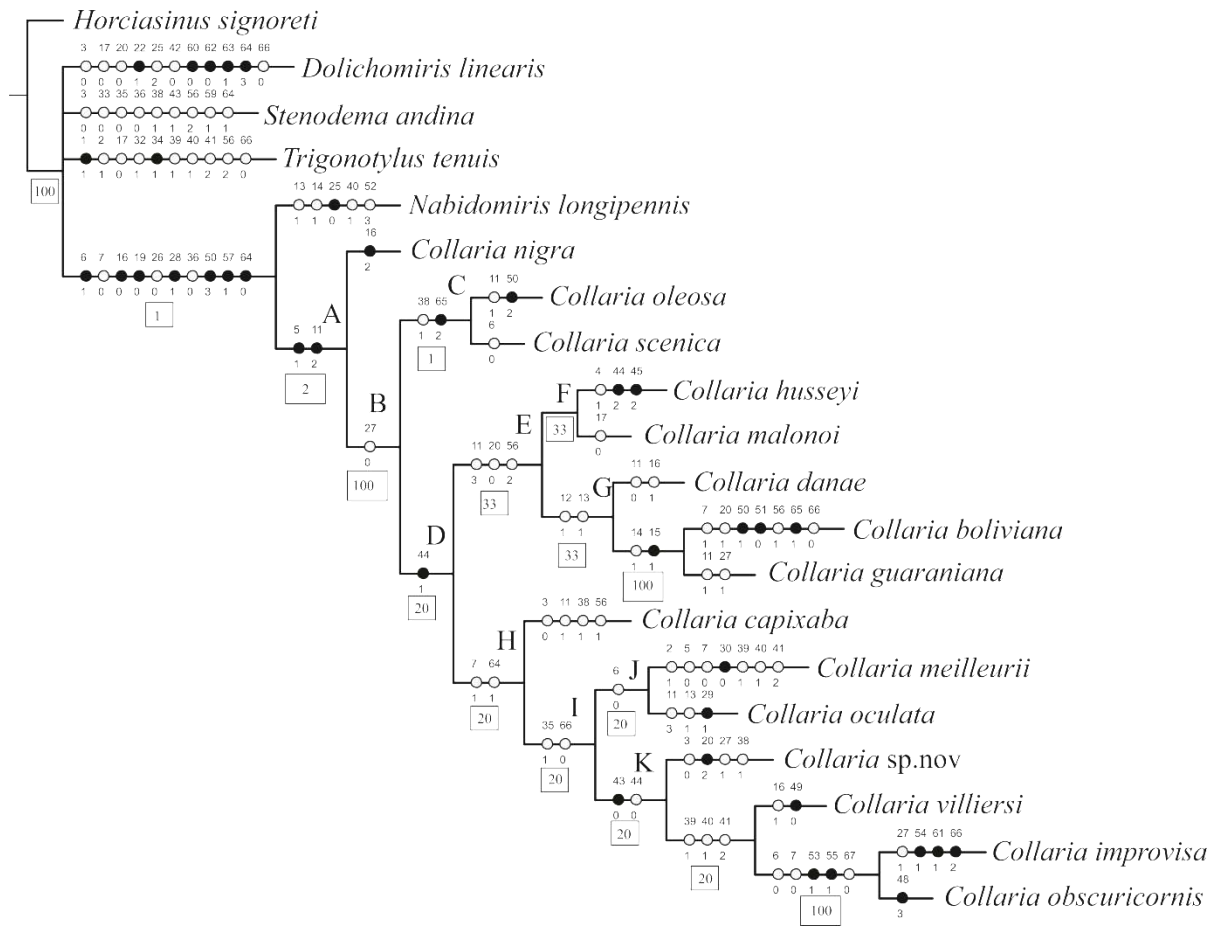 Horciasinus signoreti
3 17 20 22 25 42 60 62 63 64 66
Dolichomiris linearis
0 0 0 1 2 0 0 0 1 3 0
3 33 35 36 38 43 56 59 64
Stenodema andina
0 0 0 0 1 1 2 1 1
1 2 17 32 34 39 40 41 56 66
Trigonotylus tenuis
1 1 0 1 1 1 1 2 2 0
100
13 14 25 40 52
Nabidomiris longipennis
1 1 0 1 3
16
Collaria nigra
2
6 7 16 19 26 28 36 50 57 64
1 0 0 0 0 1 0 3 1 0
1
C
11 50
Collaria oleosa
1 2
A
38 65
1 2
1
6
Collaria scenica
0
5 11
1 2
2
B
F
4 44 45
Collaria husseyi
1 2 2
E
33
17
Collaria malonoi
0
27
0
100
11 20 56
3 0 2
33
G
11 16
Collaria danae
0 1
12 13
1 1
33
7 20 50 51 56 65 66
Collaria boliviana
1 1 1 0 1 1 0
D
14 15
1 1
100
11 27
Collaria guaraniana
1 1
44
1
20
H
3 11 38 56
Collaria capixaba
0 1 1 1
J
2 5 7 30 39 40 41
Collaria meilleurii
1 0 0 0 1 1 2
7 64
1 1
20
I
6
0
20
11 13 29
Collaria oculata
3 1 1
35 66
1 0
20
K
3 20 27 38
Collaria sp.nov
0 2 1 1
43 44
0 0
20
16 49
Collaria villiersi
1 0
39 40 41
1 1 2
20
27 54 61 66
Collaria improvisa
1 1 1 2
6 7 53 55 67
0 0 1 1 0
100
48
Collaria obscuricornis
3